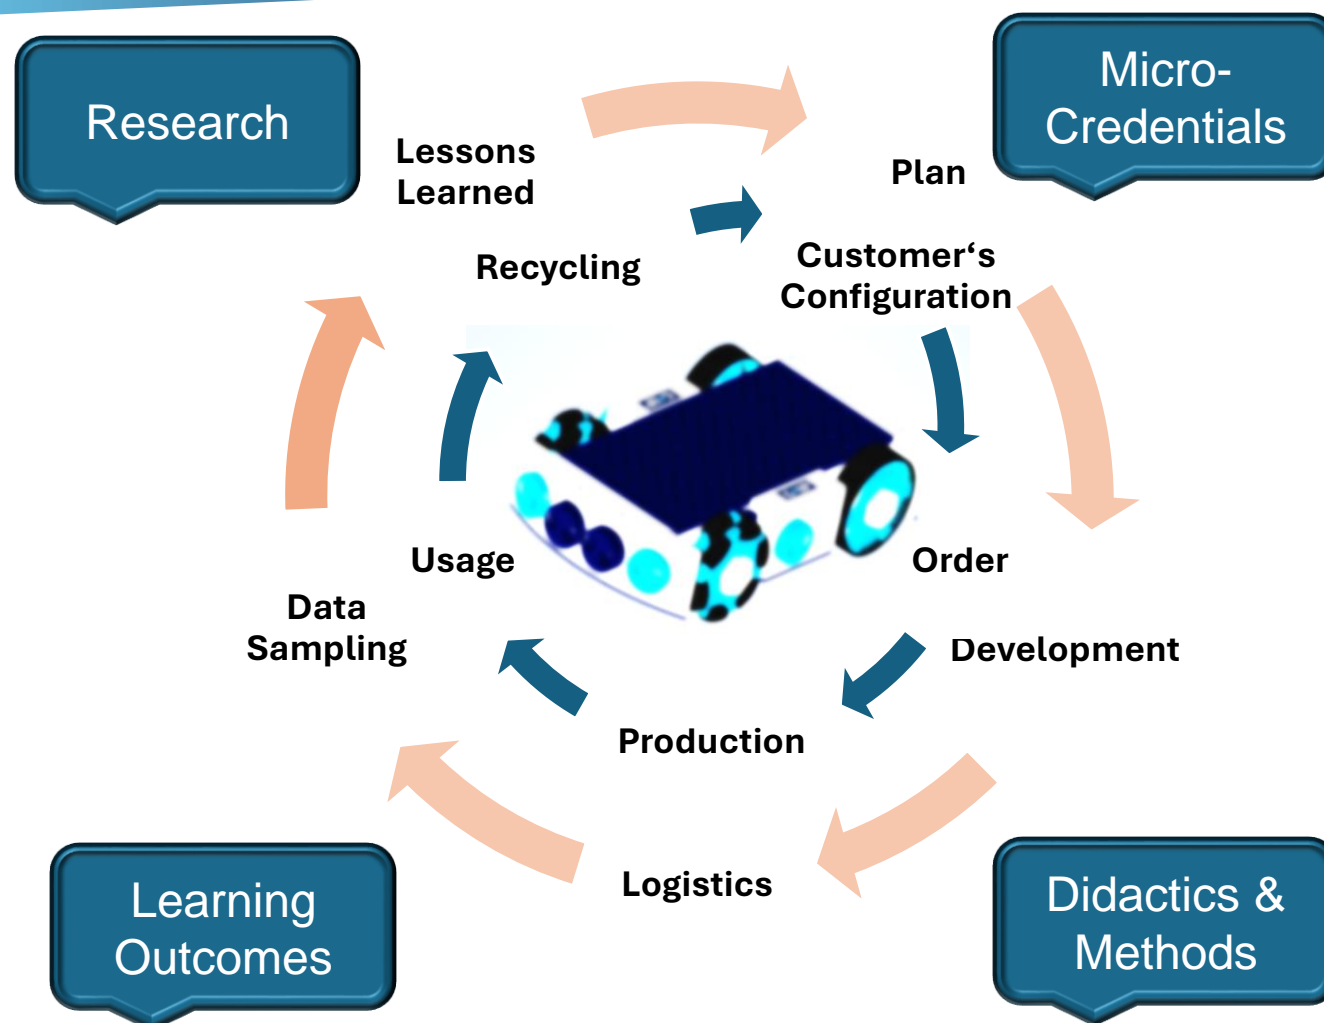 Research
Micro-
Credentials
Lessons
Learned
Plan
Recycling
Customer‘s
Configuration
Usage
Order
Data
Sampling
Development
Production
Logistics
Learning
Outcomes
Didactics &
Methods